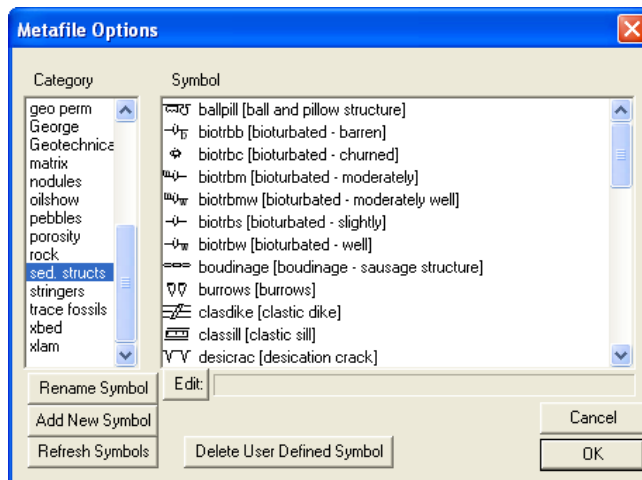 Metafile Options
Category
Symbol
geo perm
George
Geotechnica
matrix
nodules
oilshow
pebbles
porosity
rock
sed. structs
stringers
trace fossils
xbed
xlam
ballpill [ball and pillow structure]
biotrbb [bioturbated - barren]
biotrbc [bioturbated - churned]
biotrbm [bioturbated - moderately]
biotrbmw [bioturbated - moderately well]
biotrbs [bioturbated - slightly]
biotrbw [bioturbated - well]
boudinage [boudinage - sausage structure]
burrows [burrows]
clasdike [clastic dike]
classill [clastic sill]
desicrac [desication crack]
Rename Symbol
Edit:
Add New Symbol
Cancel
Refresh Symbols
Delete User Defined Symbol
OK